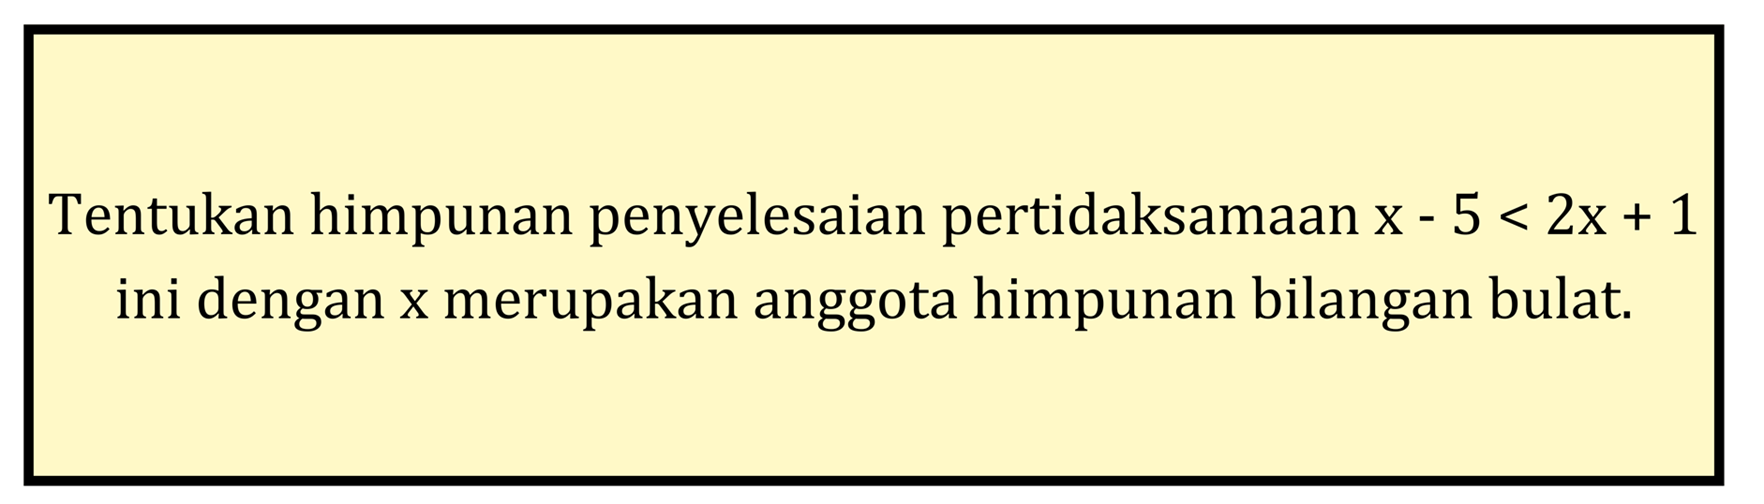 Tentukan himpunan penyelesaian pertidaksamaan x - 5 < 2x + 1
ini dengan x merupakan anggota himpunan bilangan bulat.